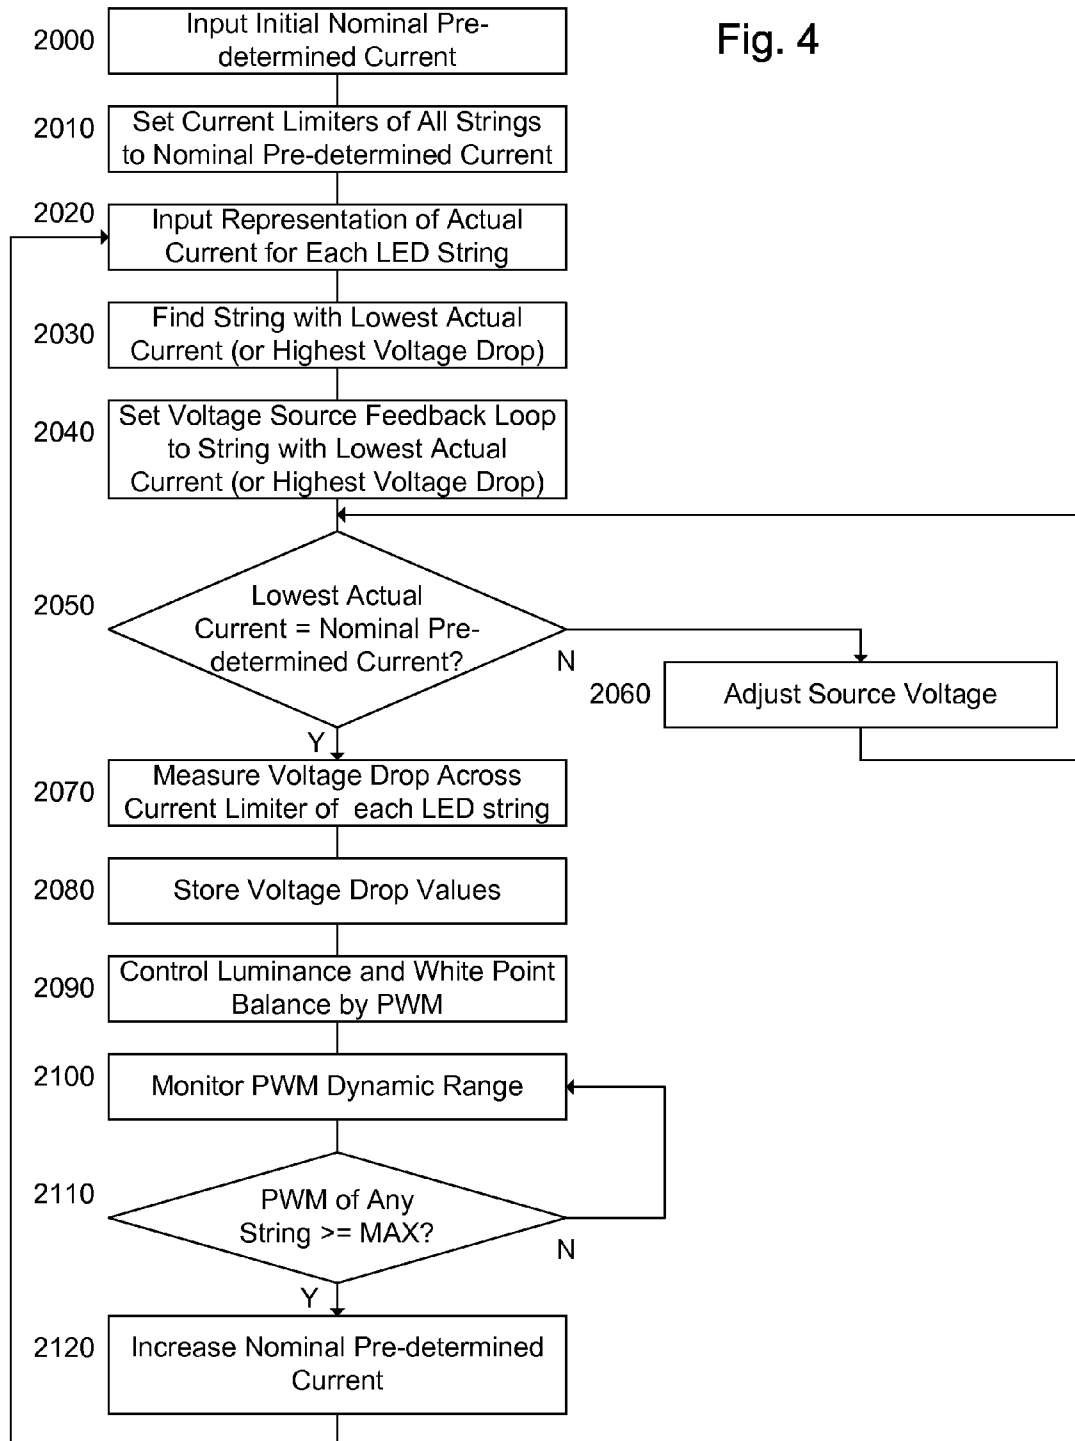 Fig. 4
2000
Input Initial Nominal Pre-
determined Current
2010
Set Current Limiters of All Strings
to Nominal Pre-determined Current
2020
Input Representation of Actual
Current for Each LED String
2030
Find String with Lowest Actual
Current (or Highest Voltage Drop)
2040
Set Voltage Source Feedback Loop
to String with Lowest Actual
Current (or Highest Voltage Drop)
2050
Lowest Actual
Current = Nominal Pre-
determined Current?
N
2060
Adjust Source Voltage
Y
2070
Measure Voltage Drop Across
Current Limiter of each LED string
2080
Store Voltage Drop Values
2090
Control Luminance and White Point
Balance by PWM
2100
Monitor PWM Dynamic Range
2110
PWM of Any
String >= MAX?
N
Y
2120
Increase Nominal Pre-determined
Current